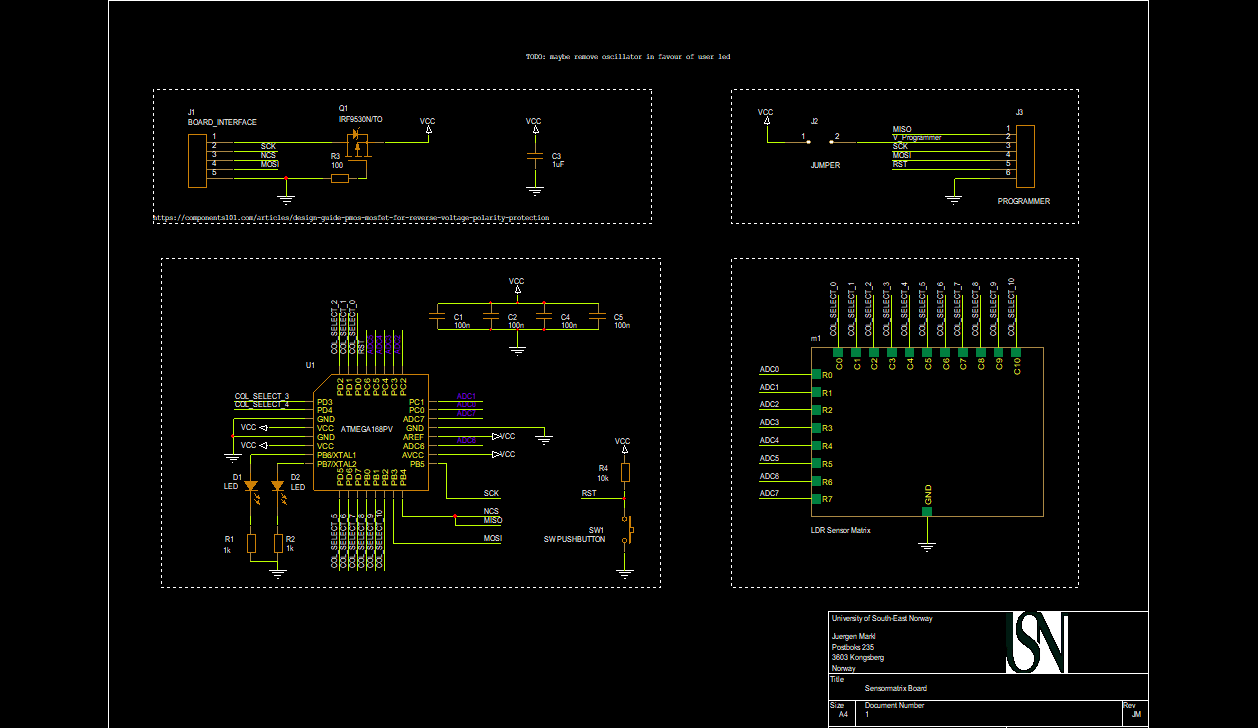 TODO: maybe remove oscillator in favour of user led
J1
BOARD_INTERFACE
1
2
3
4
5
SCK
NCS
MOSI
Q1
IRF9530N/TO
R3
100
VCC
VCC
C3
1uF
https://components101.com/articles/design-guide-pmos-mosfet-for-reverse-voltage-polarity-protection
VCC
J2
1
2
JUMPER
MISO
V_Programmer
SCK
MOSI
RST
J3
1
2
3
4
5
6
PROGRAMMER
VCC
C1
100n
C2
100n
C4
100n
C5
100n
U1
COL_SELECT_2
COL_SELECT_1
COL_SELECT_0
RST
PD2
PD1
PD0
PC6
PC5
PC4
PC3
PC2
COL_SELECT_3
COL_SELECT_4
VCC
VCC
PD3
PD4
GND
VCC
GND
VCC
PB6/XTAL1
PB7/XTAL2
ATMEGA168PV
PC1
PC0
ADC7
GND
AREF
ADC6
AVCC
PB5
ADC1
ADC7
ADC6
VCC
VCC
PD5
PD6
PD7
PB0
PB1
PB2
PB3
PB4
COL_SELECT_5
COL_SELECT_6
COL_SELECT_7
COL_SELECT_8
COL_SELECT_9
COL_SELECT_10
SCK
NCS
MISO
MOSI
D1
LED
D2
LED
R1
1k
R2
1k
VCC
R4
10k
RST
SW1
SW PUSHBUTTON
COL_SELECT_0
COL_SELECT_1
COL_SELECT_2
COL_SELECT_3
COL_SELECT_4
COL_SELECT_5
COL_SELECT_6
COL_SELECT_7
COL_SELECT_8
COL_SELECT_9
COL_SELECT_10
m1
C0
C1
C2
C3
C4
C5
C6
C7
C8
C9
C10
ADC0
ADC1
ADC2
ADC3
ADC4
ADC5
ADC6
ADC7
R0
R1
R2
R3
R4
R5
R6
R7
GND
LDR Sensor Matrix
University of South-East Norway
Juergen Markl
Postboks 235
3603 Kongsberg
Norway
SN
Title
Sensormatrix Board
Size
A4
Document Number
1
Rev
JM